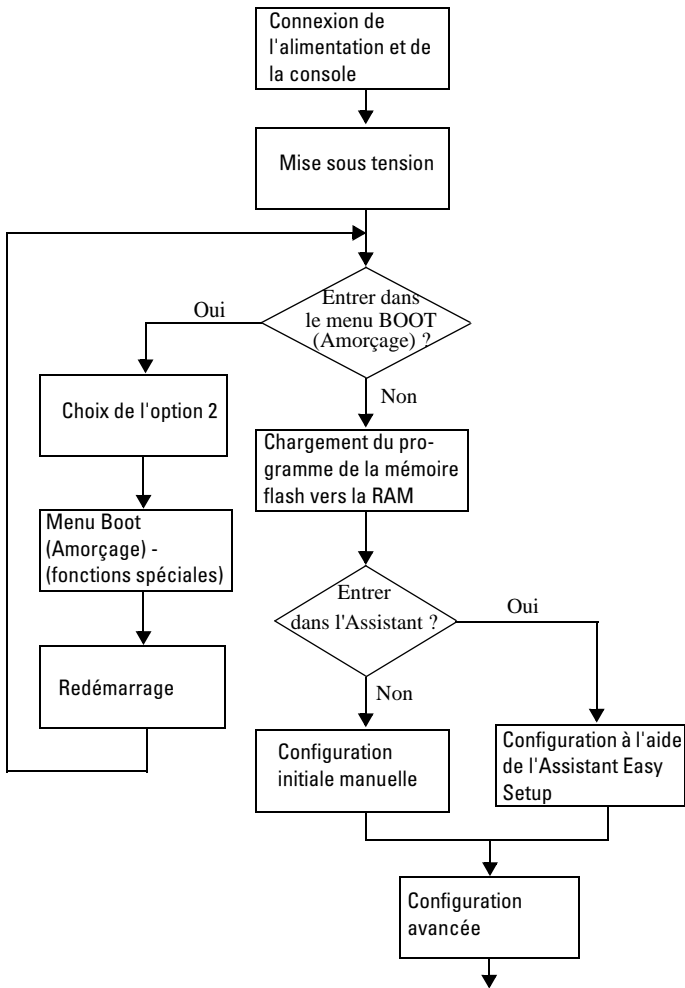 Connexion de
l'alimentation et de
la console
Mise sous tension
Entrer dans
le menu BOOT
(Amorçage) ?
Oui
Non
Choix de l'option 2
Chargement du pro-
gramme de la mémoire
flash vers la RAM
Menu Boot
(Amorçage) -
(fonctions spéciales)
Entrer
dans l'Assistant ?
Oui
Non
Redémarrage
Configuration
initiale manuelle
Configuration à l'aide
de l'Assistant Easy
Setup
Configuration
avancée